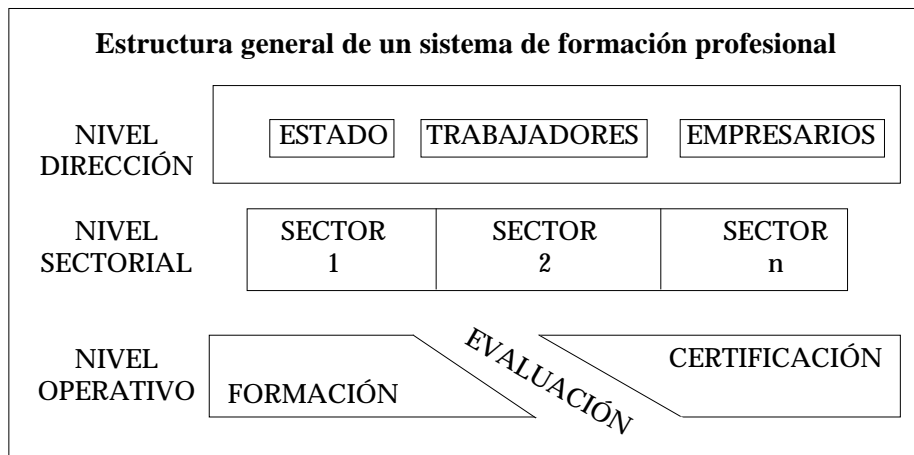 Estructura general de un sistema de formación profesional
NIVEL
DIRECCIÓN
ESTADO
TRABAJADORES
EMPRESARIOS
NIVEL
SECTORIAL
SECTOR
1
SECTOR
2
SECTOR
n
NIVEL
OPERATIVO
FORMACIÓN
EVALUACIÓN
CERTIFICACIÓN